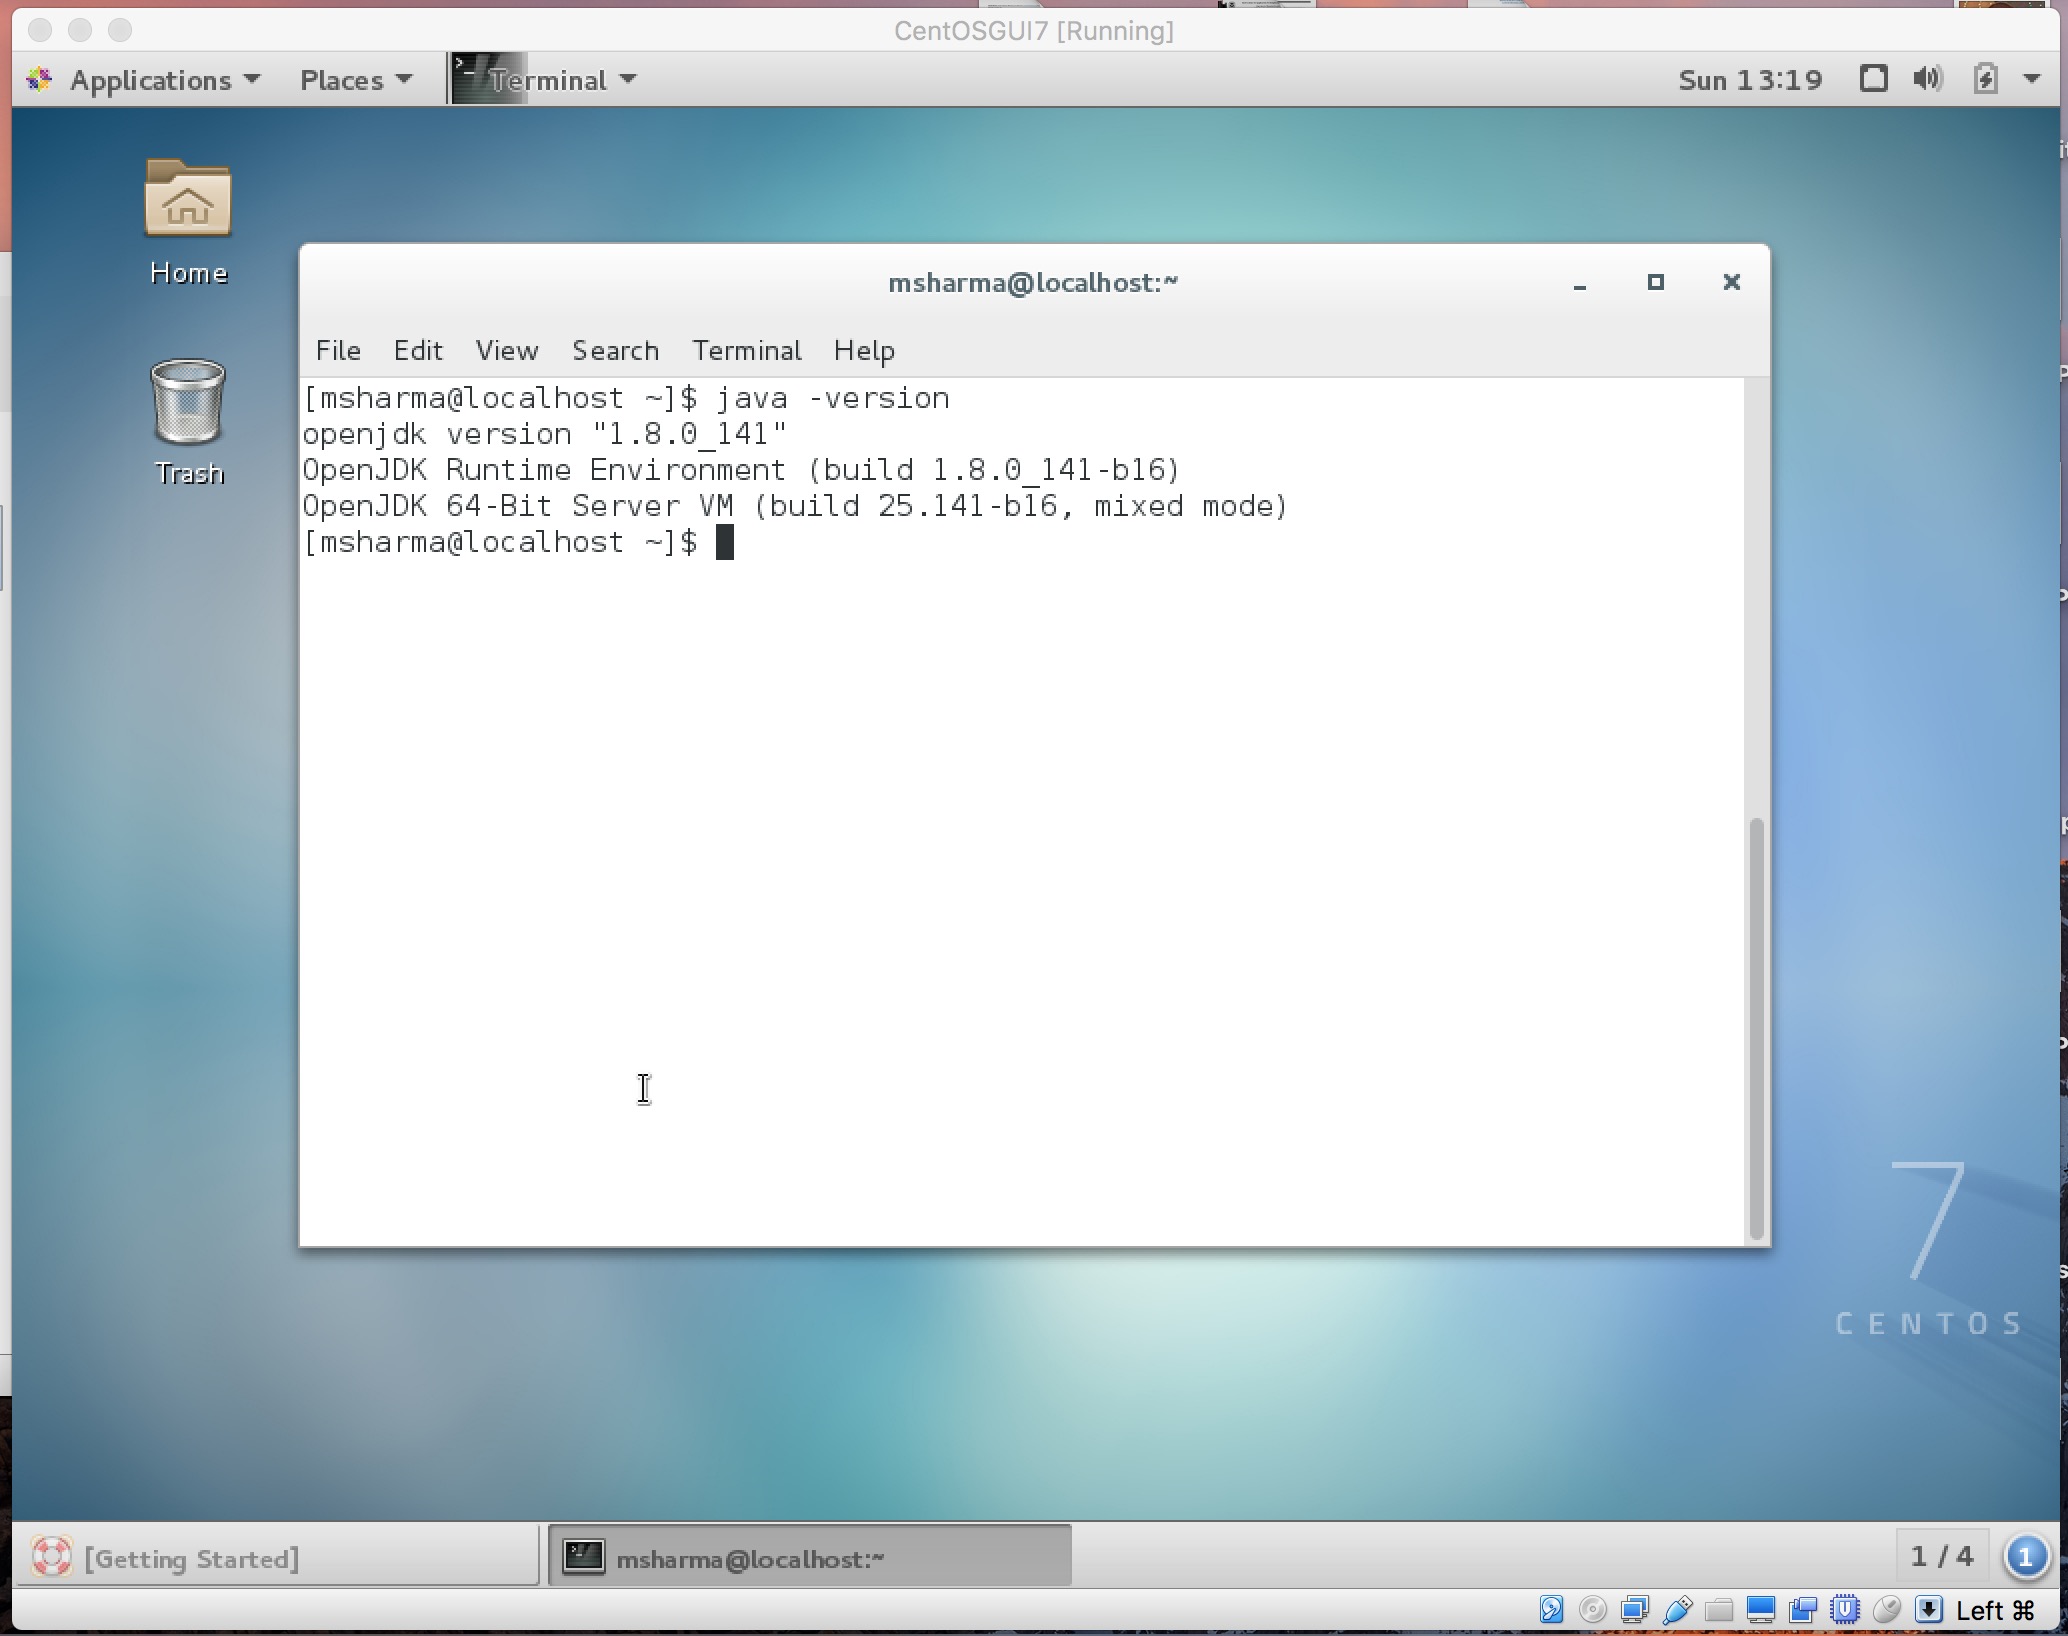 CentOSGUI7 [Running]
Applications Places Terminal Sun 13:19
Home
Trash
msharma@localhost:~
File Edit View Search Terminal Help
[msharma@localhost ~]$ java -version
openjdk version "1.8.0_141"
OpenJDK Runtime Environment (build 1.8.0_141-b16)
OpenJDK 64-Bit Server VM (build 25.141-b16, mixed mode)
[msharma@localhost ~]$
7
CENTOS
[Getting Started] msharma@localhost:~ 1 / 4 1
Left ⌘